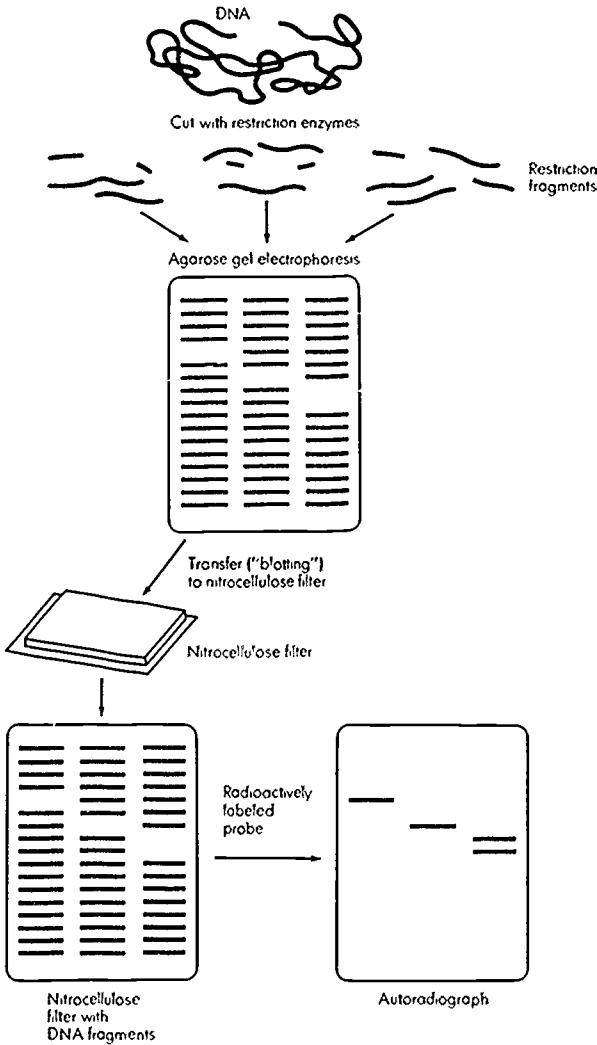 DNA
Cut with restriction enzymes
Restriction
fragments
Agarose gel electrophoresis
Transfer ("blotting")
to nitrocellulose filter
Nitrocellulose filter
Radioactively
labeled
probe
Nitrocellulose
filter with
DNA fragments
Autoradiograph